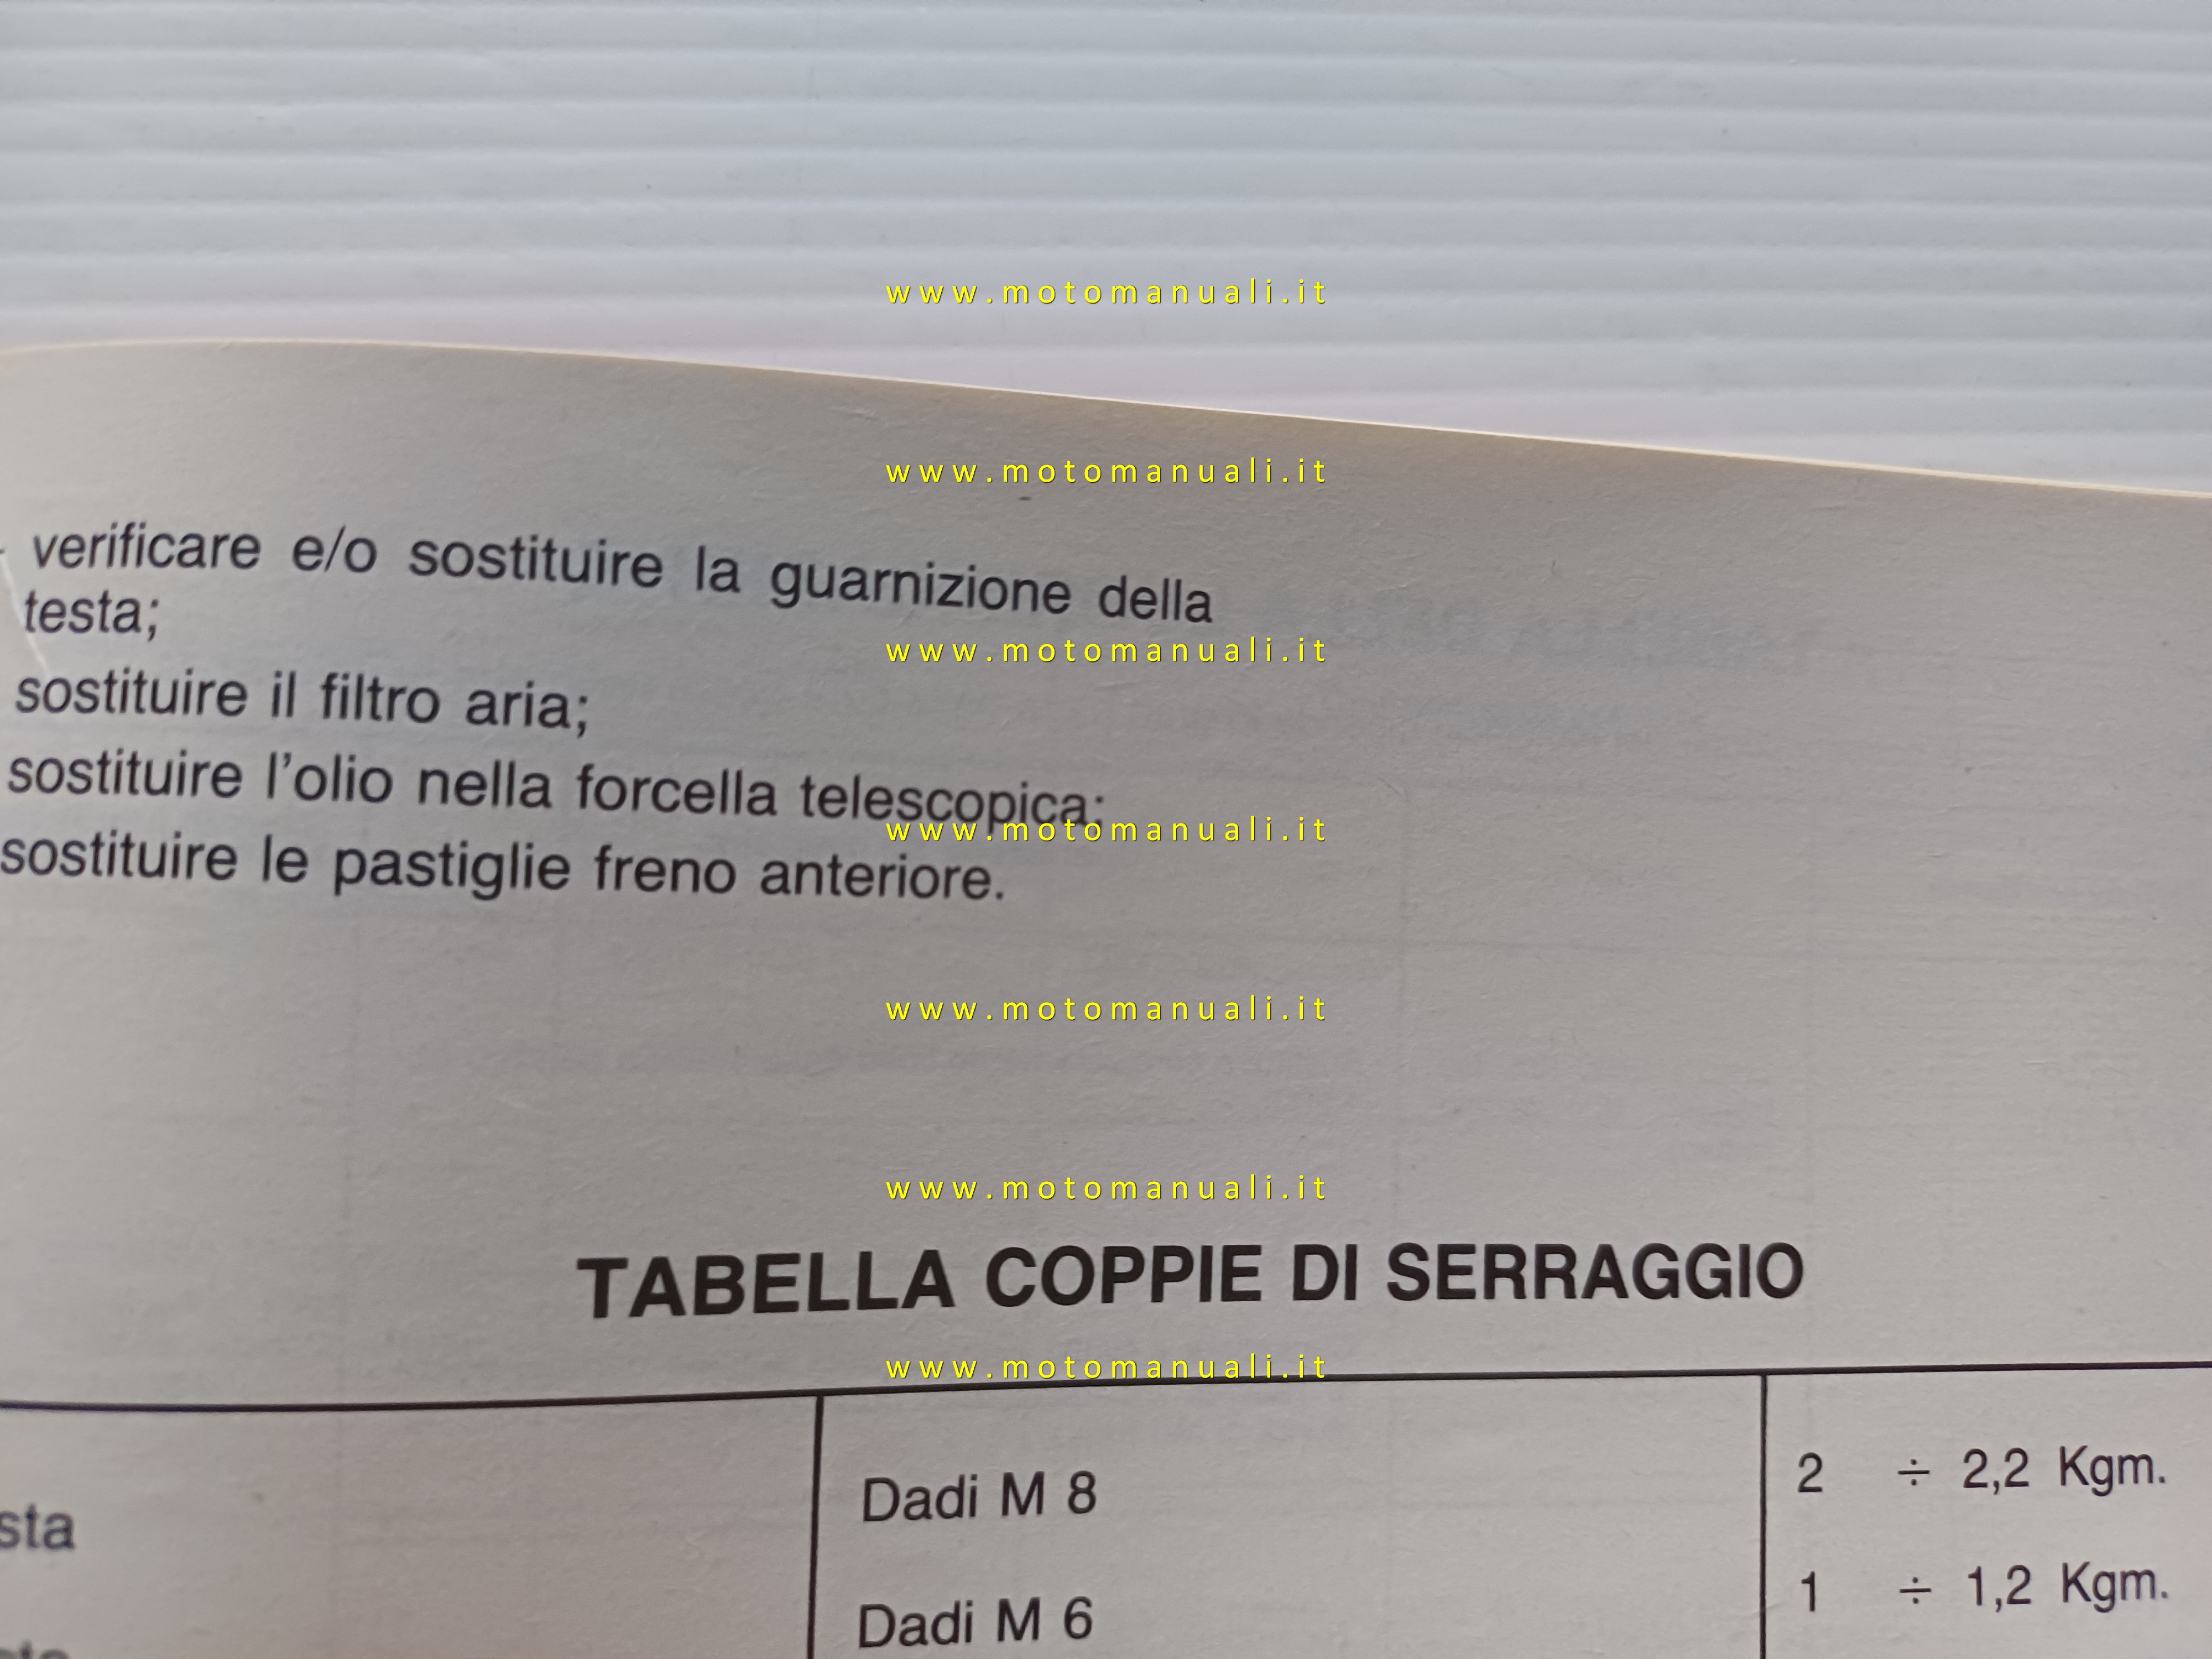 www.motomanuali.it
www.motomanuali.it
- verificare e/o sostituire la guarnizione della
testa;
www.motomanuali.it
sostituire il filtro aria;
sostituire l'olio nella forcella telescopica;
www.motomanuali.it
sostituire le pastiglie freno anteriore.
www.motomanuali.it
www.motomanuali.it
TABELLA COPPIE DI SERRAGGIO
www.motomanuali.it
sta Dadi M 8 2 ÷ 2,2 Kgm.
Dadi M 6 1 ÷ 1,2 Kgm.